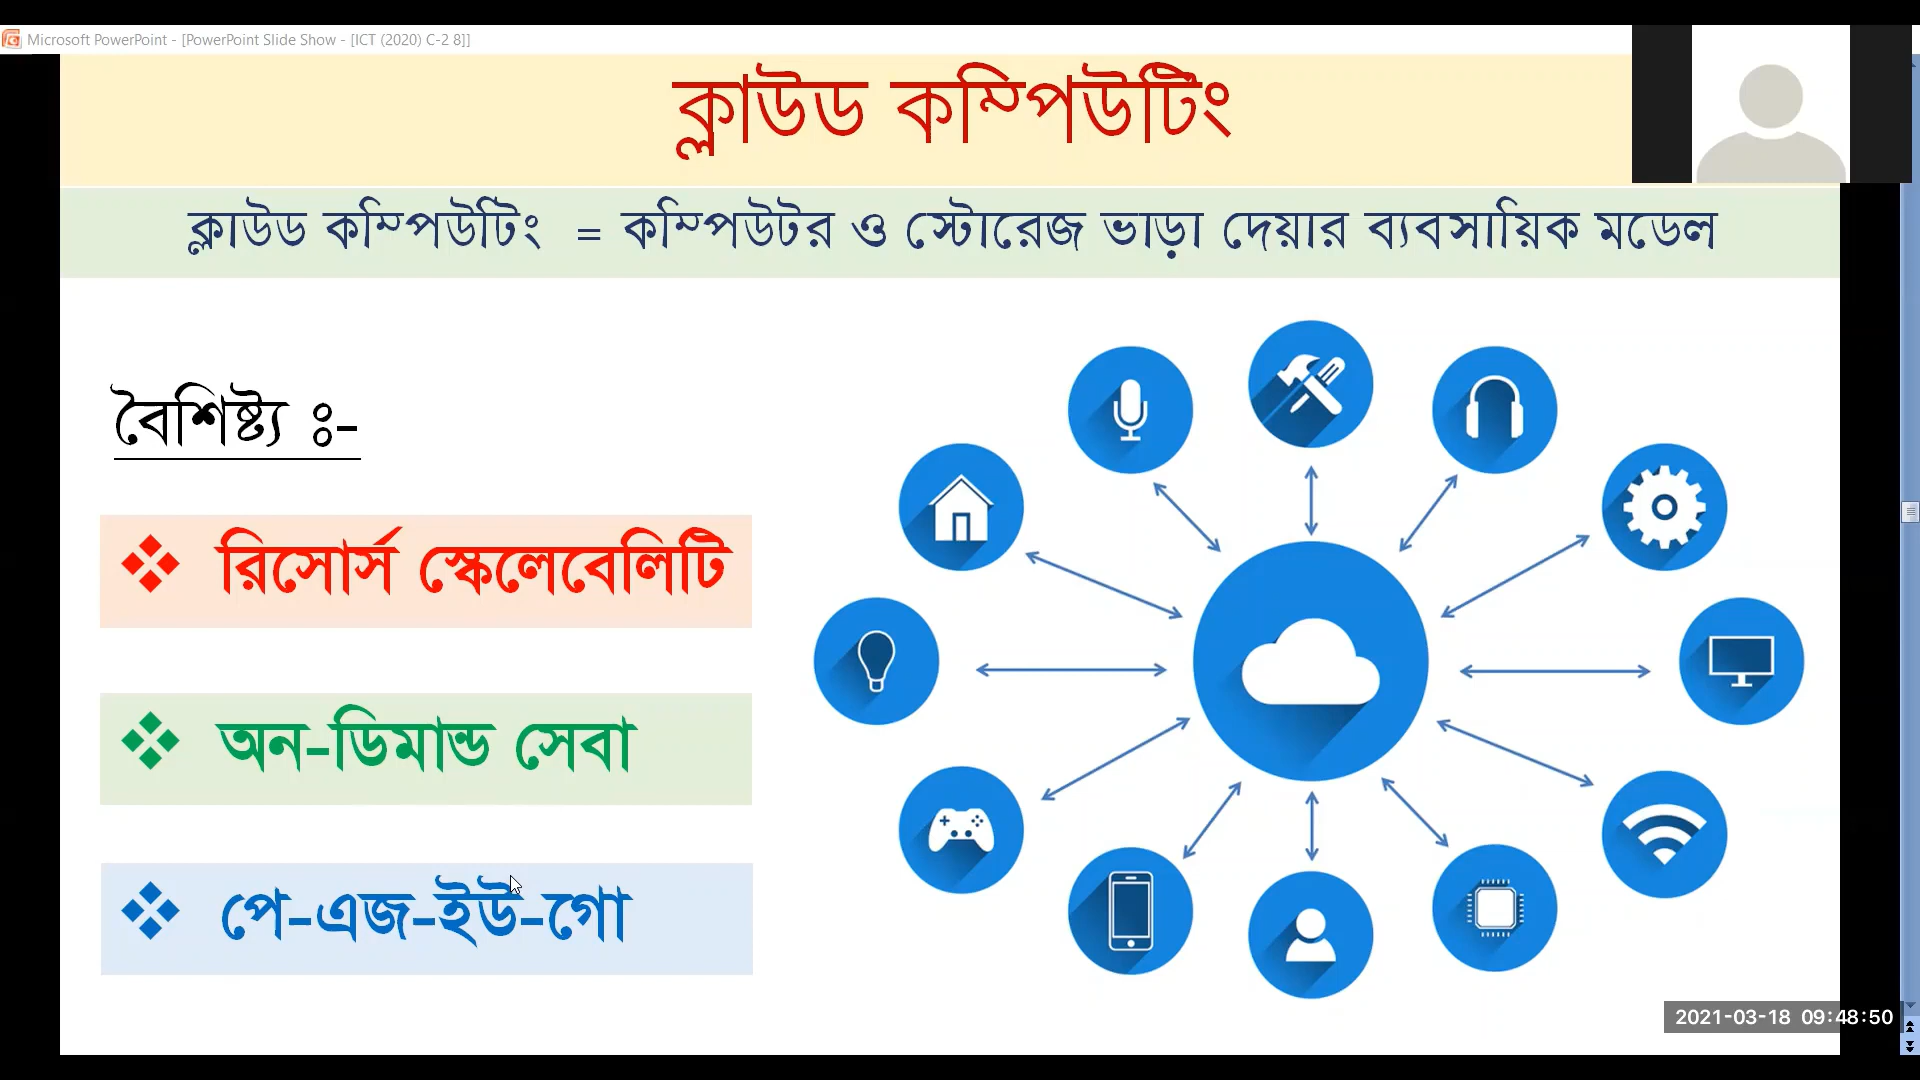 Microsoft PowerPoint - [PowerPoint Slide Show - [ICT (2020) C-2 8]]
ক্লাউড কম্পিউটিং
ক্লাউড কম্পিউটিং = কম্পিউটর ও স্টোরেজ ভাড়া দেয়ার ব্যবসায়িক মডেল
বৈশিষ্ট্য ঃ-
❖ রিসোর্স স্কেলেবেলিটি
❖ অন-ডিমান্ড সেবা
❖ পে-এজ-ইউ-গো
2021-03-18 09:48:50